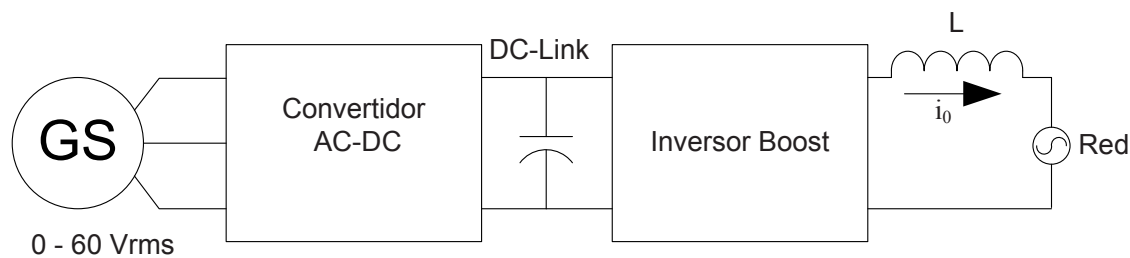 GS
0 - 60 Vrms
Convertidor
AC-DC
DC-Link
Inversor Boost
L
i0
Red